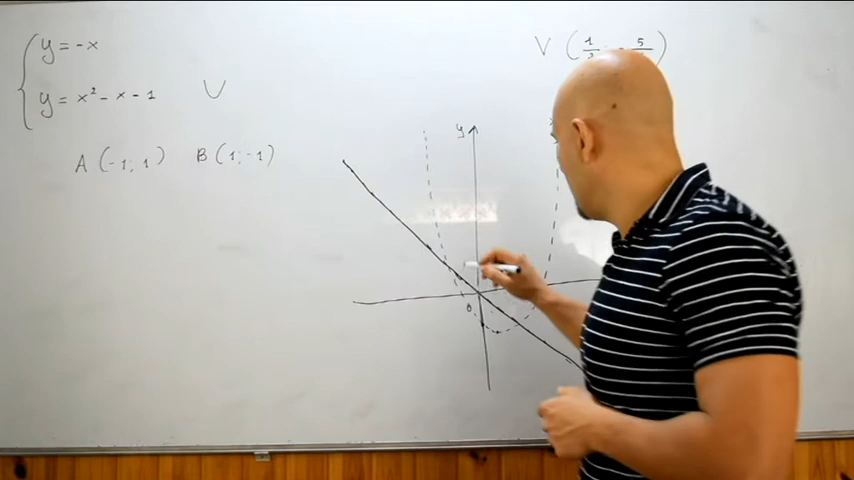 y = -x
y = x² - x - 1 V
A (-1; 1) B (1; -1)
V (1/2
5
y
0